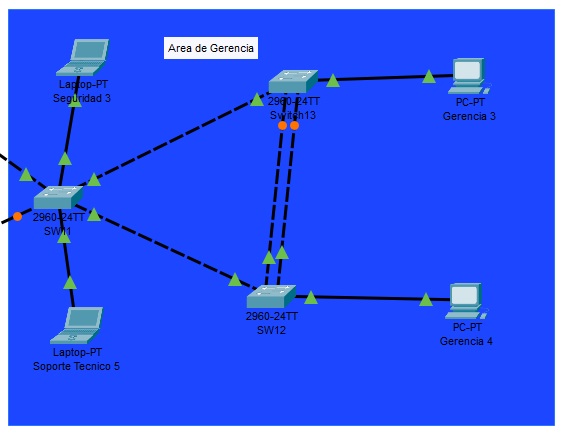 Area de Gerencia
Laptop-PT
Seguridad 3
2960-24TT
Switch13
PC-PT
Gerencia 3
2960-24TT
SW11
2960-24TT
SW12
PC-PT
Gerencia 4
Laptop-PT
Soporte Tecnico 5